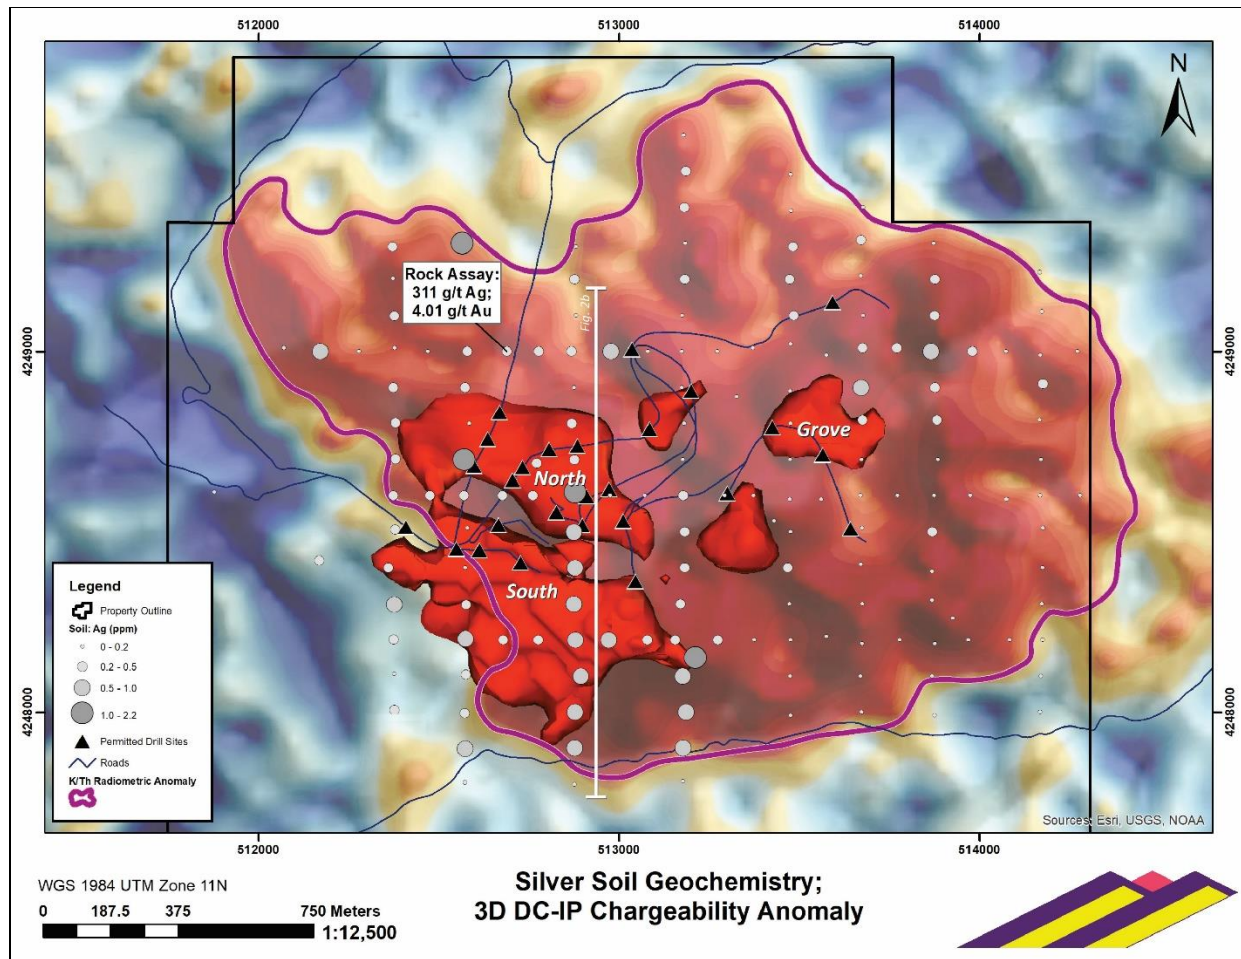 512000
513000
514000
N
Rock Assay:
311 g/t Ag;
4.01 g/t Au
Fig. 2b
4249000
4249000
Grove
North
South
Legend
Property Outline
Soil: Ag (ppm)
0 - 0.2
0.2 - 0.5
0.5 - 1.0
1.0 - 2.2
Permitted Drill Sites
Roads
K/Th Radiometric Anomaly
4248000
4248000
Sources: Esri, USGS, NOAA
512000
513000
514000
WGS 1984 UTM Zone 11N
0 187.5 375 750 Meters
1:12,500
Silver Soil Geochemistry;
3D DC-IP Chargeability Anomaly